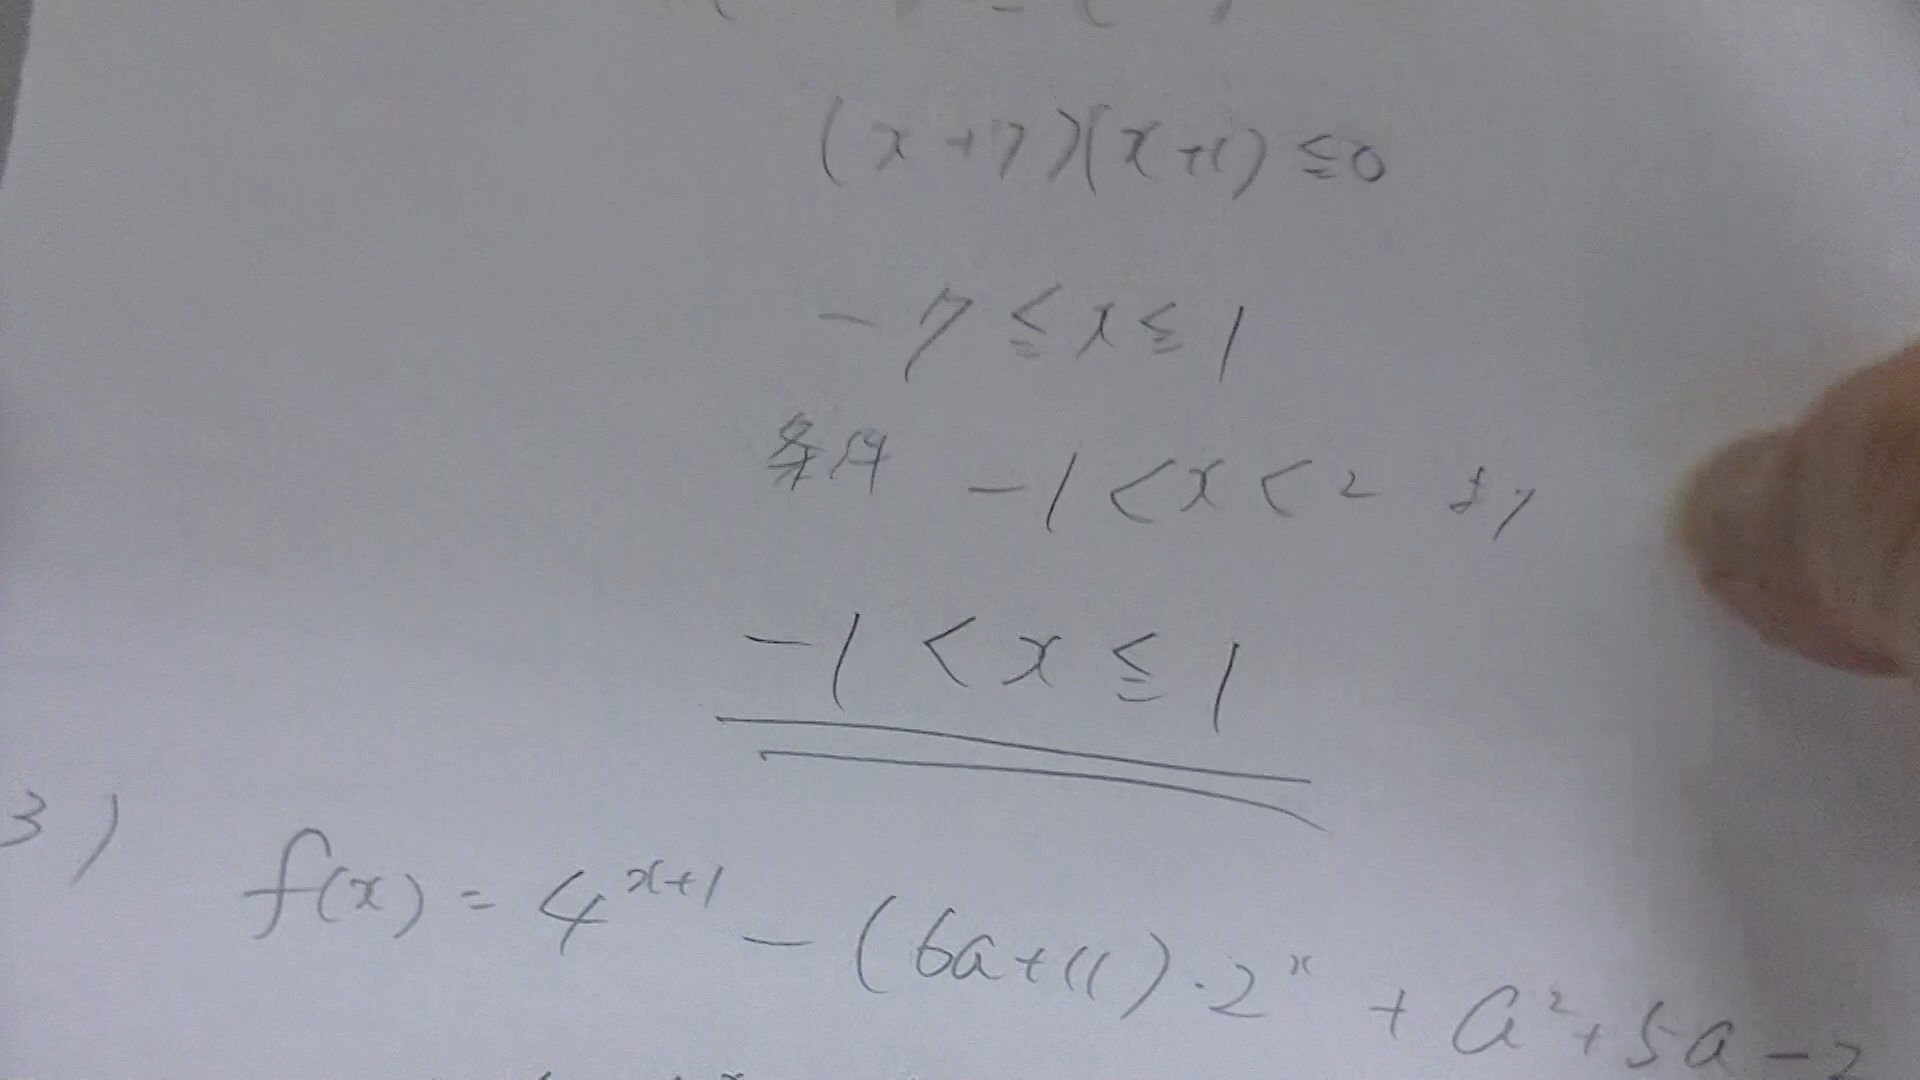 (x+7)(x+1)≦0
-7≦x≦1
条件 -1<x<2 より
-1<x≦1
3) f(x)=4^{x+1}-(6a+11)・2^x+a^2+5a-